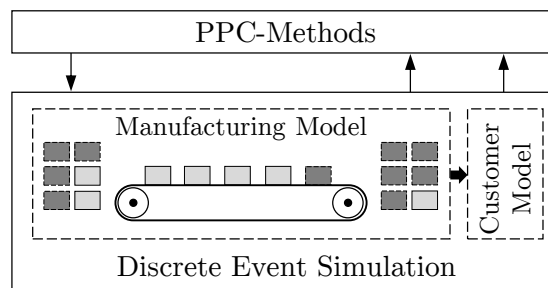 PPC-Methods
Manufacturing Model
Customer
Model
Discrete Event Simulation